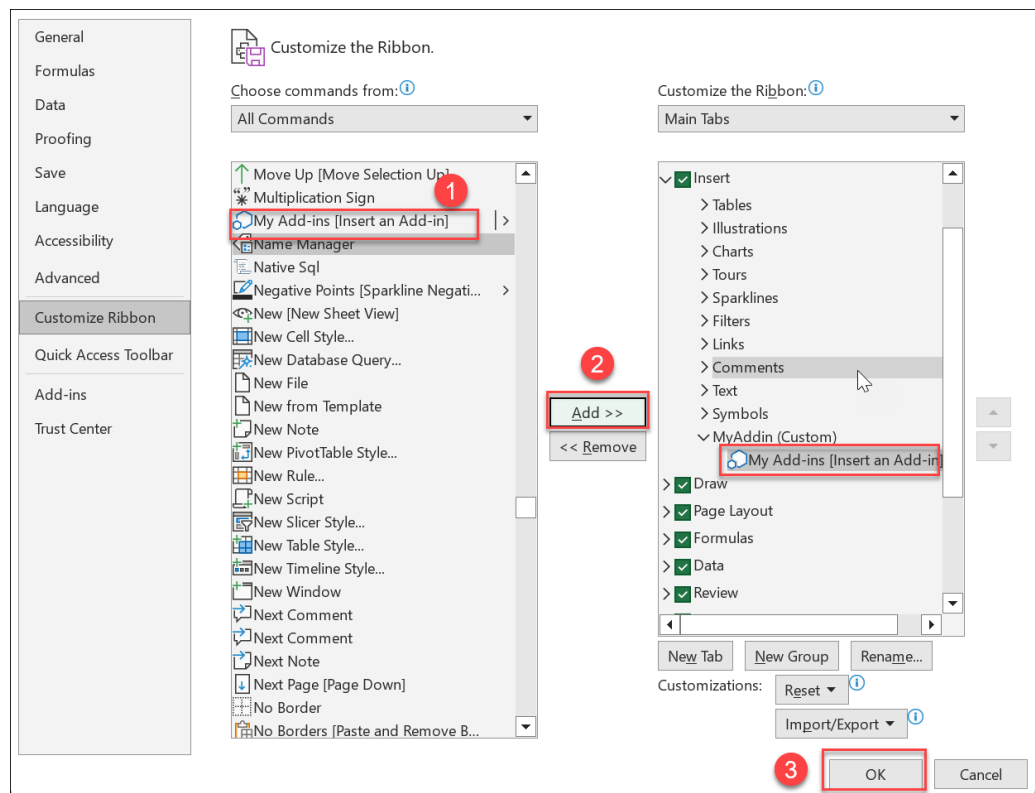 General
Formulas
Data
Proofing
Save
Language
Accessibility
Advanced
Customize Ribbon
Quick Access Toolbar
Add-ins
Trust Center
Customize the Ribbon.
Choose commands from:
All Commands
Move Up [Move Selection Up]
Multiplication Sign
1
My Add-ins [Insert an Add-in]
Name Manager
Native Sql
Negative Points [Sparkline Negati...
New [New Sheet View]
New Cell Style...
New Database Query...
New File
New from Template
New Note
New PivotTable Style...
New Rule...
New Script
New Slicer Style...
New Table Style...
New Timeline Style...
New Window
Next Comment
Next Comment
Next Note
Next Page [Page Down]
No Border
No Borders [Paste and Remove B...
2
Add >>
<< Remove
Customize the Ribbon:
Main Tabs
Insert
Tables
Illustrations
Charts
Tours
Sparklines
Filters
Links
Comments
Text
Symbols
MyAddin (Custom)
My Add-ins [Insert an Add-in]
Draw
Page Layout
Formulas
Data
Review
New Tab New Group Rename...
Customizations: Reset
Import/Export
3
OK Cancel